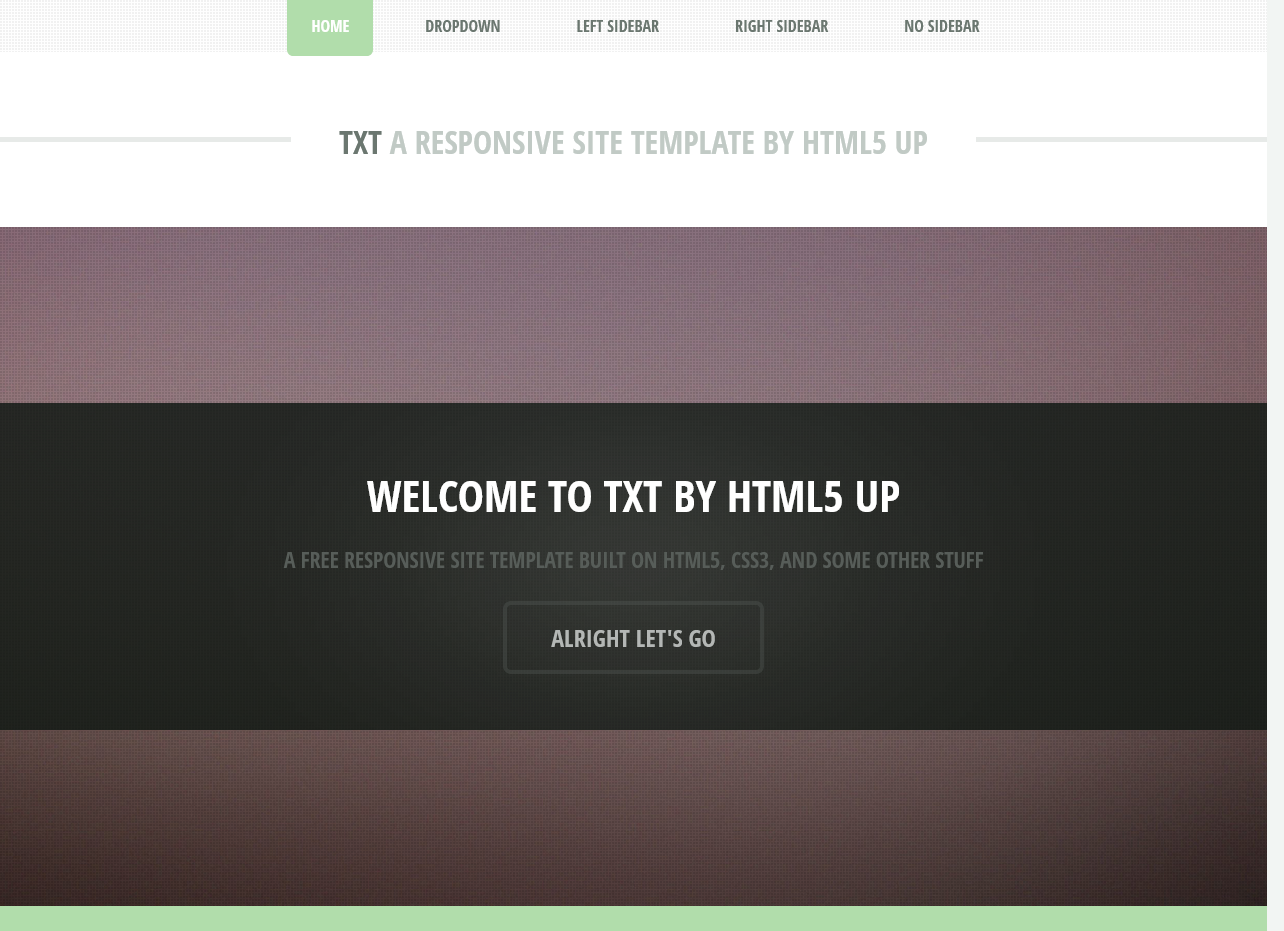 HOME DROPDOWN LEFT SIDEBAR RIGHT SIDEBAR NO SIDEBAR
TXT A RESPONSIVE SITE TEMPLATE BY HTML5 UP
WELCOME TO TXT BY HTML5 UP
A FREE RESPONSIVE SITE TEMPLATE BUILT ON HTML5, CSS3, AND SOME OTHER STUFF
ALRIGHT LET'S GO